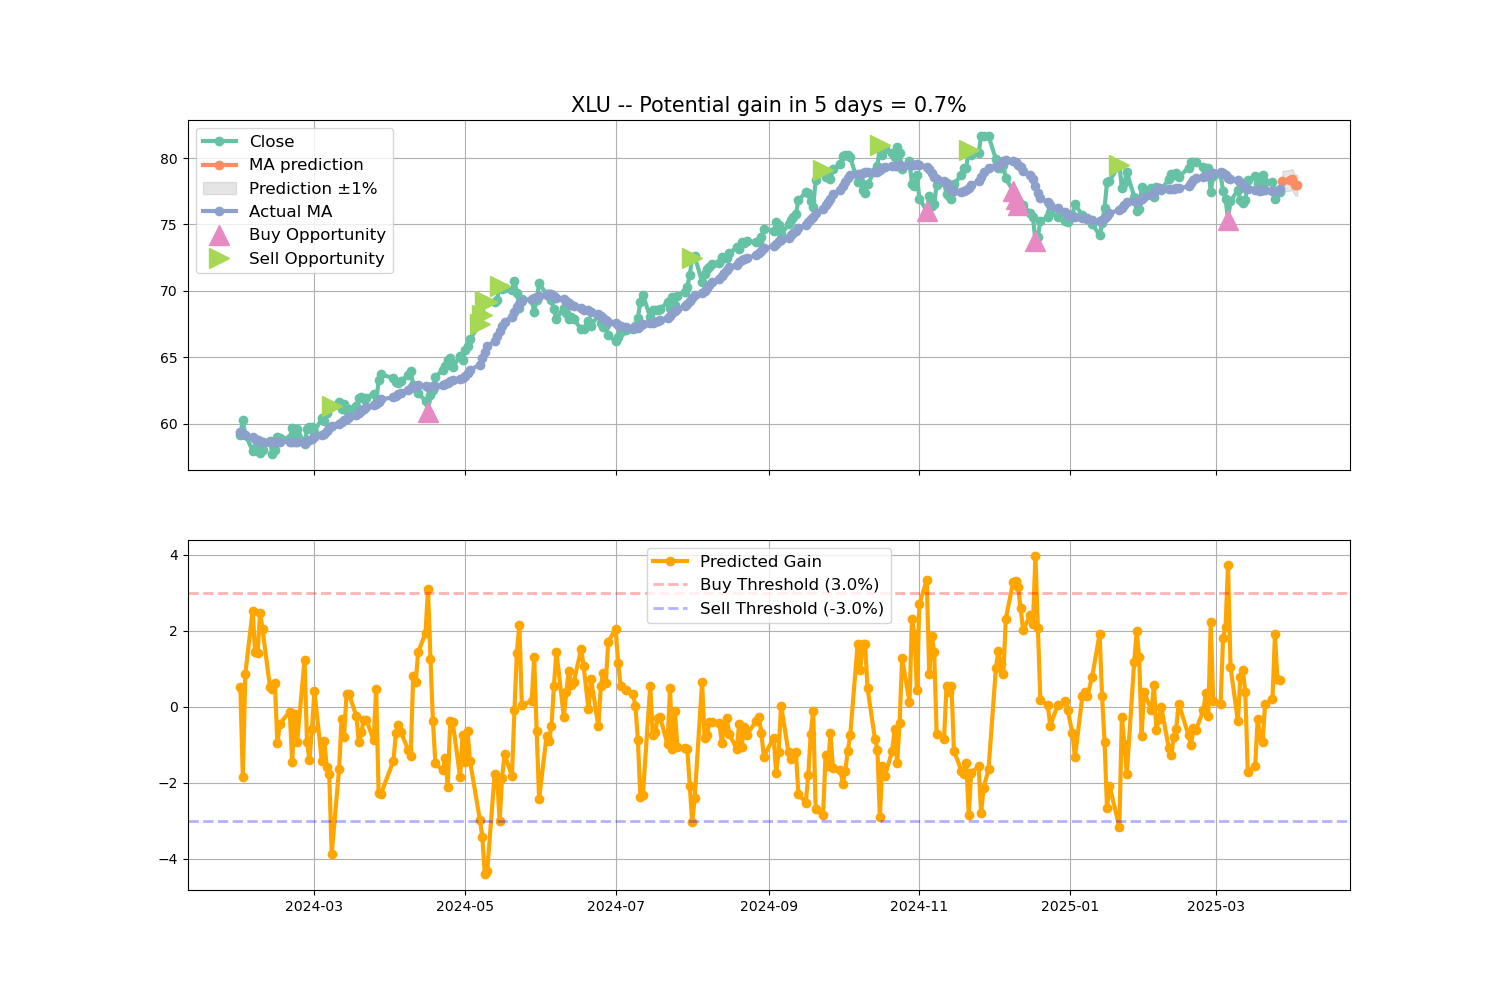 XLU -- Potential gain in 5 days = 0.7%
Close
MA prediction
Prediction ±1%
Actual MA
Buy Opportunity
Sell Opportunity
80
75
70
65
60
Predicted Gain
Buy Threshold (3.0%)
Sell Threshold (-3.0%)
4
2
0
−2
−4
2024-03
2024-05
2024-07
2024-09
2024-11
2025-01
2025-03